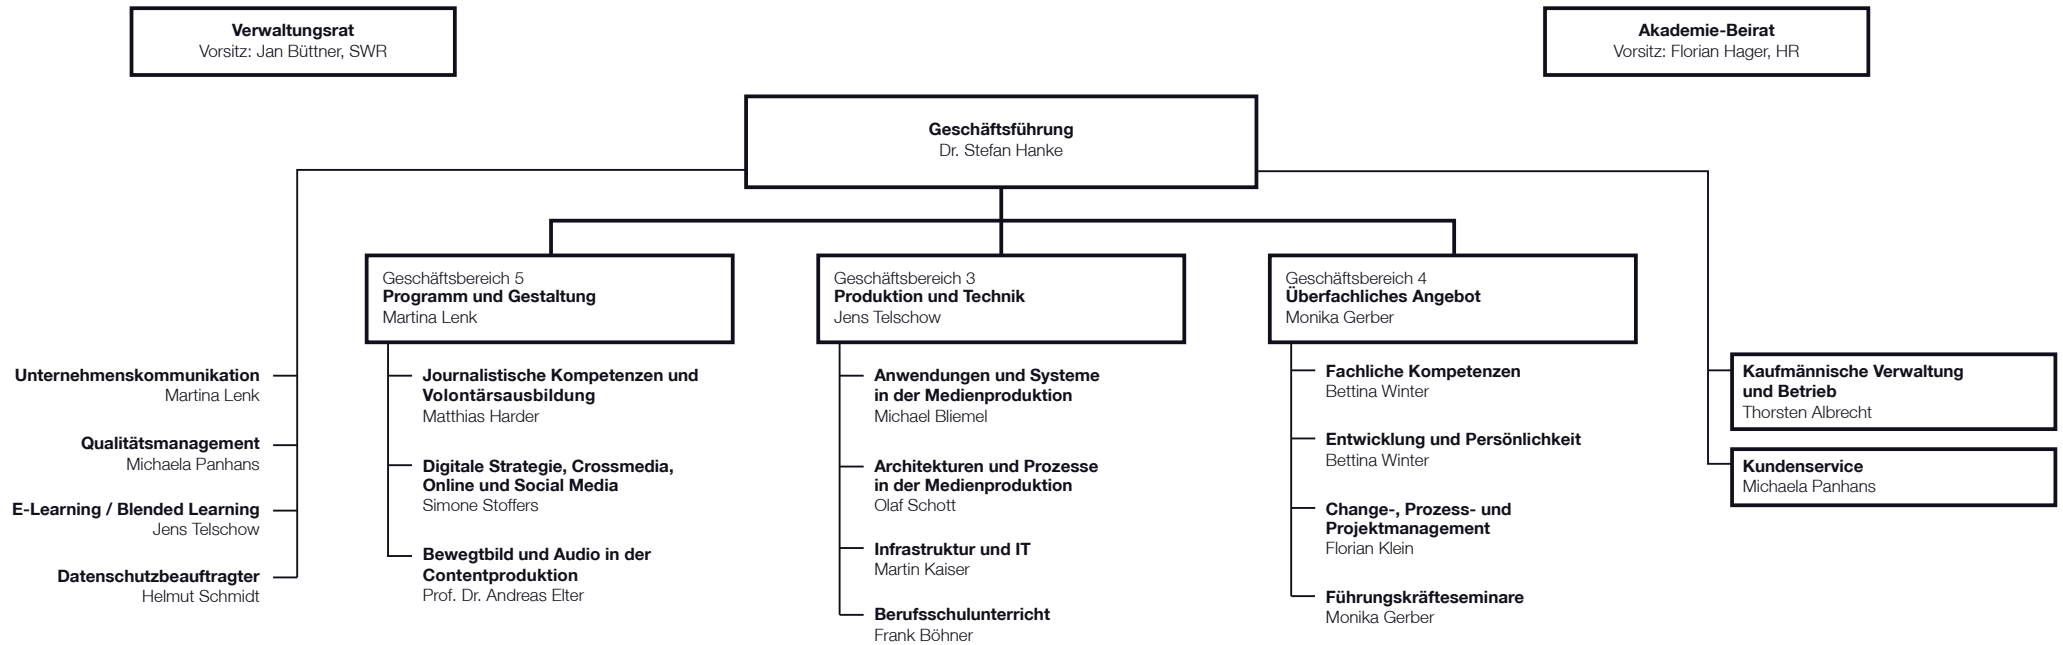 Verwaltungsrat
Vorsitz: Jan Büttner, SWR
Akademie-Beirat
Vorsitz: Florian Hager, HR
Geschäftsführung
Dr. Stefan Hanke
Geschäftsbereich 5
Programm und Gestaltung
Martina Lenk
Geschäftsbereich 3
Produktion und Technik
Jens Telschow
Geschäftsbereich 4
Überfachliches Angebot
Monika Gerber
Unternehmenskommunikation
Martina Lenk
Qualitätsmanagement
Michaela Panhans
E-Learning / Blended Learning
Jens Telschow
Datenschutzbeauftragter
Helmut Schmidt
Journalistische Kompetenzen und
Volontärsausbildung
Matthias Harder
Digitale Strategie, Crossmedia,
Online und Social Media
Simone Stoffers
Bewegtbild und Audio in der
Contentproduktion
Prof. Dr. Andreas Elter
Anwendungen und Systeme
in der Medienproduktion
Michael Bliemel
Architekturen und Prozesse
in der Medienproduktion
Olaf Schott
Infrastruktur und IT
Martin Kaiser
Berufsschulunterricht
Frank Böhner
Fachliche Kompetenzen
Bettina Winter
Entwicklung und Persönlichkeit
Bettina Winter
Change-, Prozess- und
Projektmanagement
Florian Klein
Führungskräfteseminare
Monika Gerber
Kaufmännische Verwaltung
und Betrieb
Thorsten Albrecht
Kundenservice
Michaela Panhans